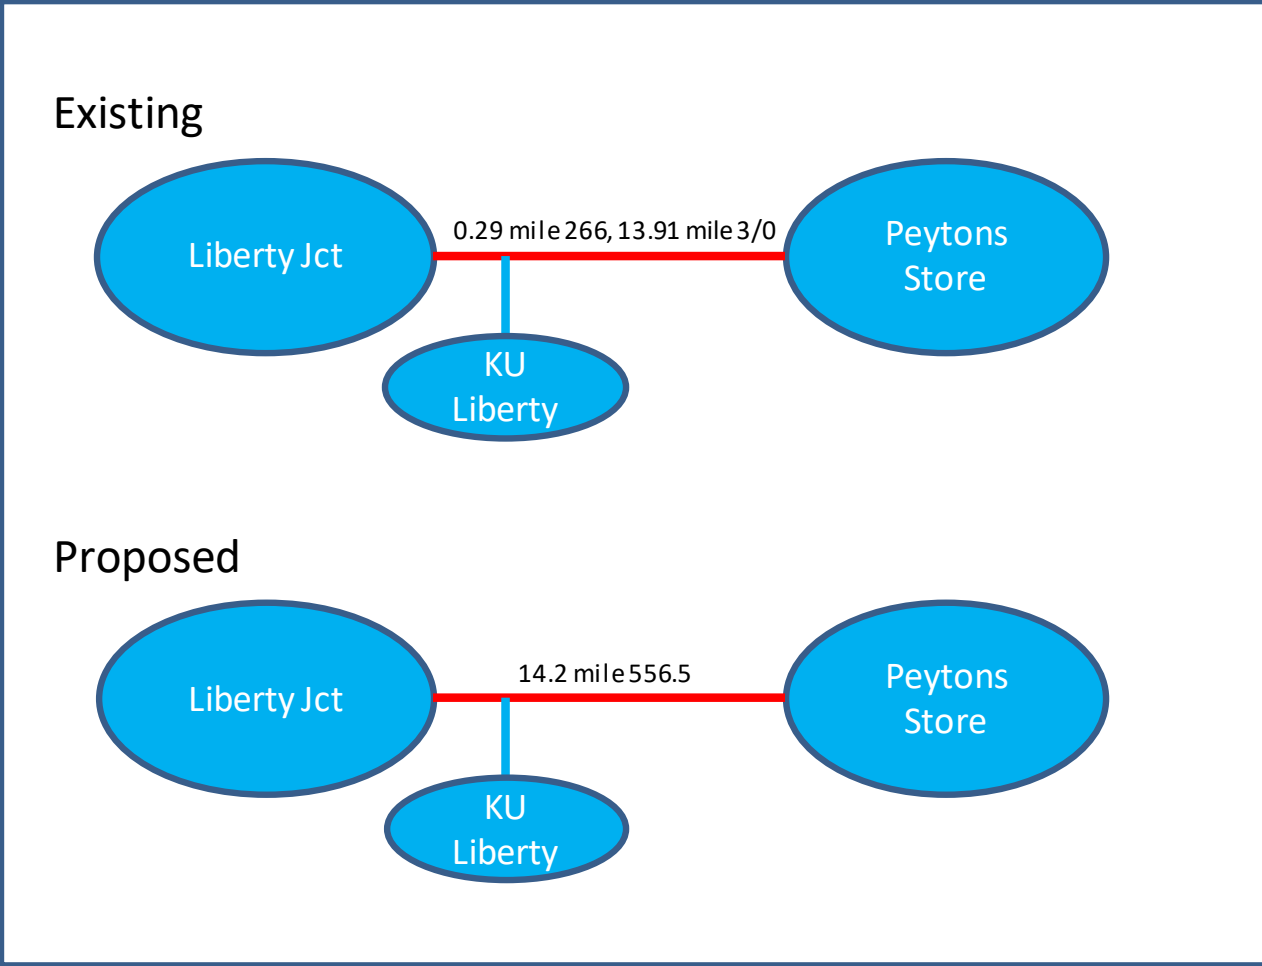 Existing
0.29 mile 266, 13.91 mile 3/0
Liberty Jct
Peytons
Store
KU
Liberty
Proposed
14.2 mile 556.5
Liberty Jct
Peytons
Store
KU
Liberty